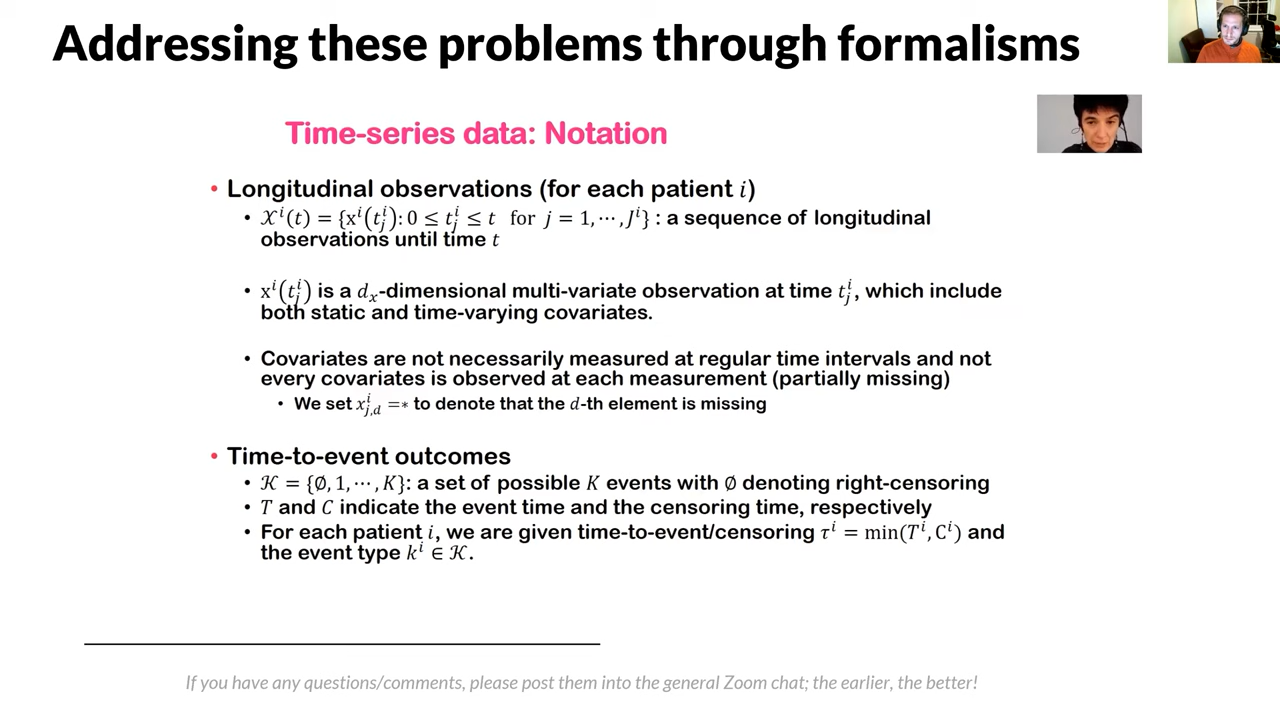 Addressing these problems through formalisms
Time-series data: Notation
• Longitudinal observations (for each patient 𝑖)
• 𝒳ⁱ(t) = {xⁱ(tⱼⁱ): 0 ≤ tⱼⁱ ≤ t for j = 1, ⋯, Jⁱ} : a sequence of longitudinal
observations until time t
• xⁱ(tⱼⁱ) is a dₓ-dimensional multi-variate observation at time tⱼⁱ, which include
both static and time-varying covariates.
• Covariates are not necessarily measured at regular time intervals and not
every covariates is observed at each measurement (partially missing)
• We set xⁱ_{j,d} =* to denote that the d-th element is missing
• Time-to-event outcomes
• 𝒦 = {∅, 1, ⋯, K}: a set of possible K events with ∅ denoting right-censoring
• T and C indicate the event time and the censoring time, respectively
• For each patient i, we are given time-to-event/censoring τⁱ = min(Tⁱ, Cⁱ) and
the event type kⁱ ∈ 𝒦.
If you have any questions/comments, please post them into the general Zoom chat; the earlier, the better!